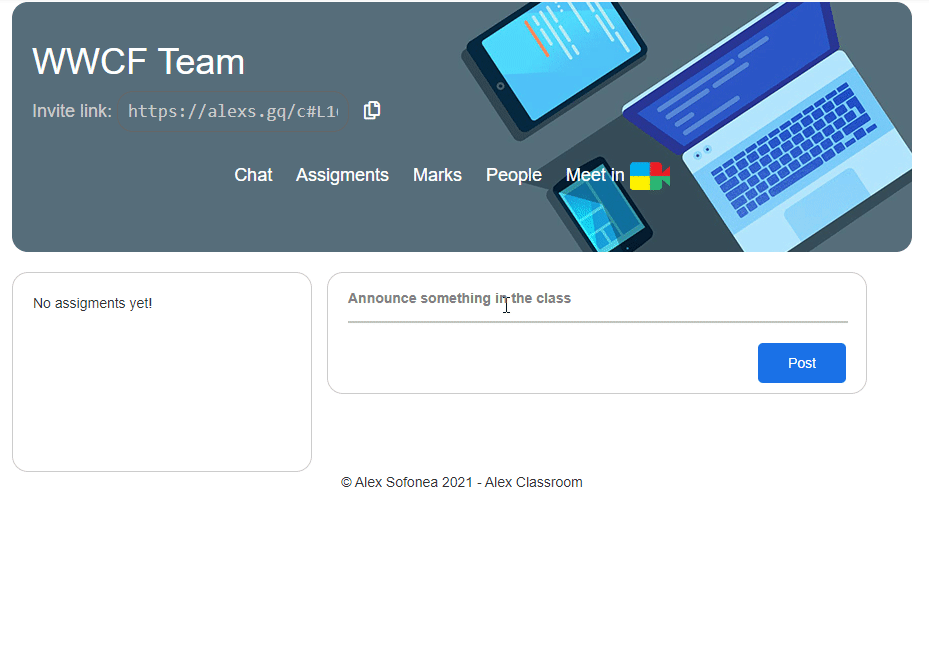 WWCF Team
Invite link: https://alexs.gq/c#L1
Chat Assigments Marks People Meet in
No assigments yet!
Announce something in the class
Post
© Alex Sofonea 2021 - Alex Classroom